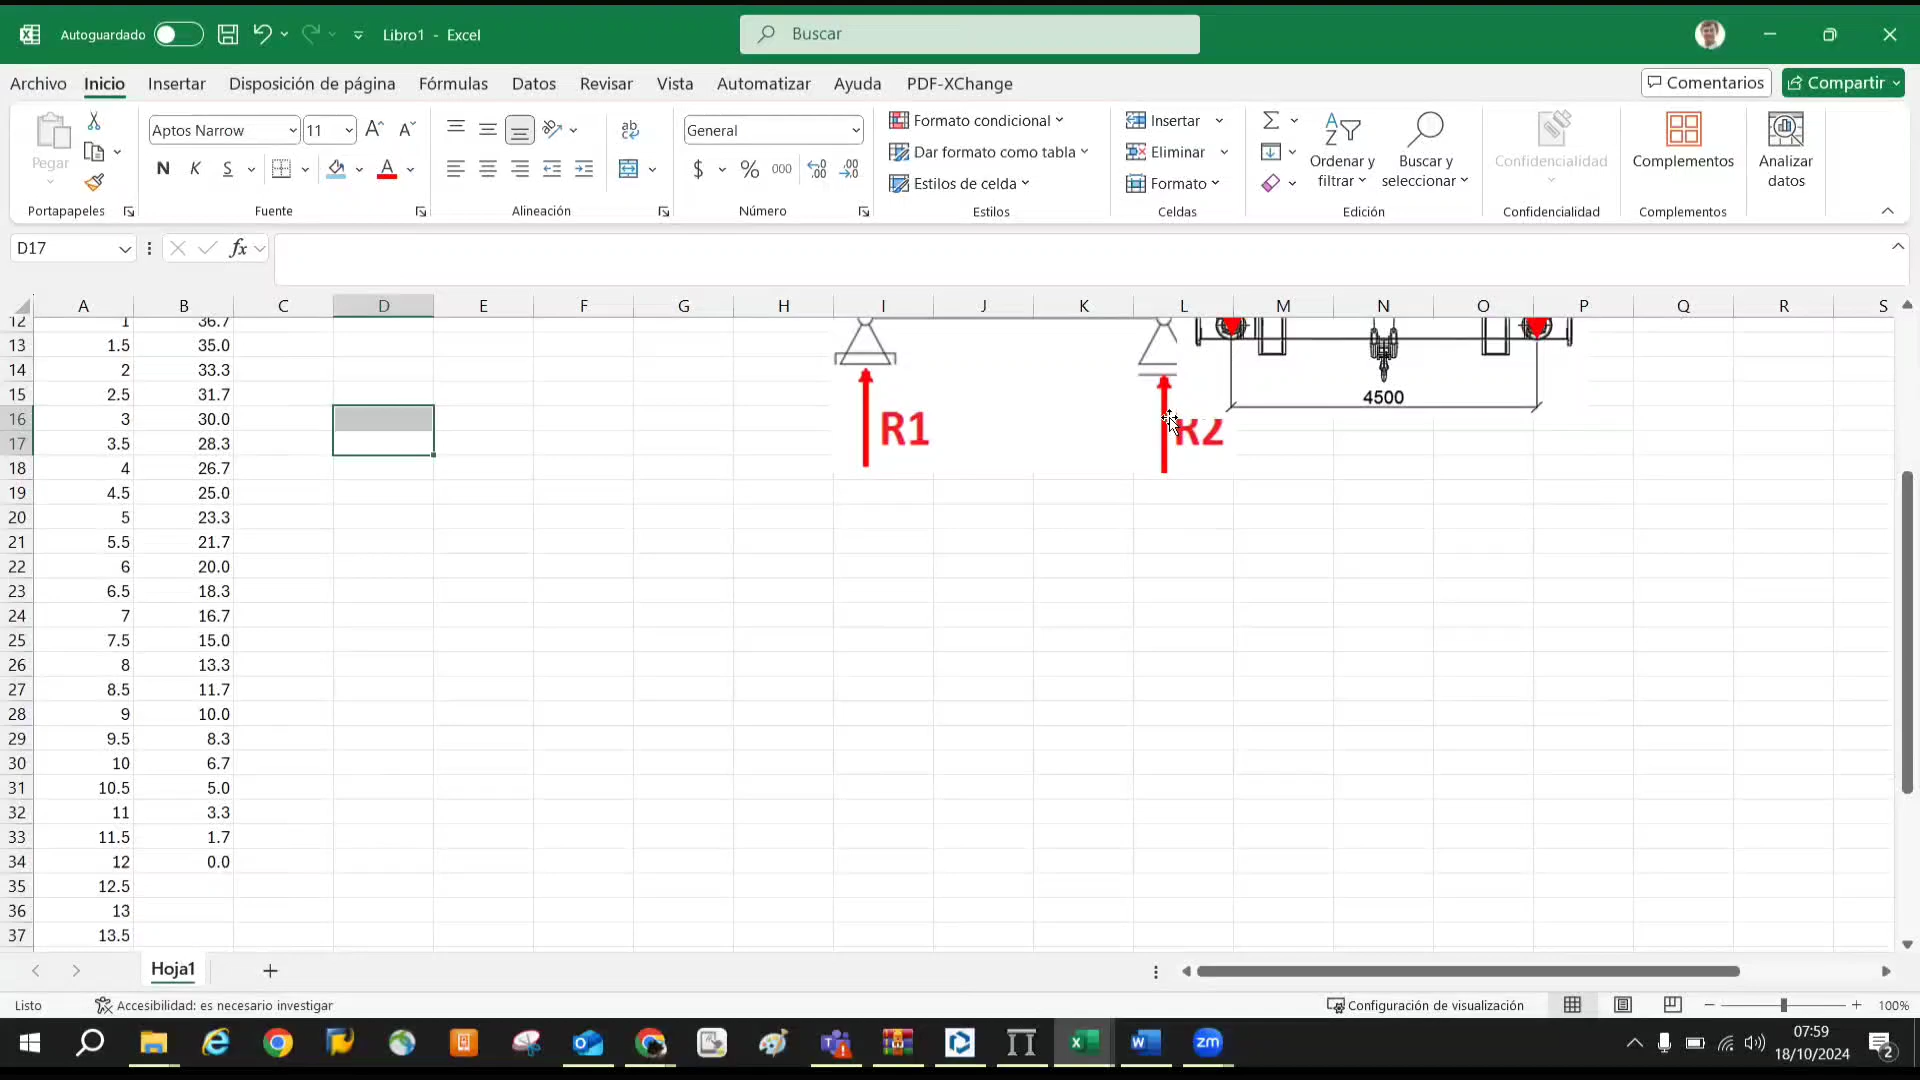 Autoguardado
Libro1 - Excel
Buscar
Archivo Inicio Insertar Disposición de página Fórmulas Datos Revisar Vista Automatizar Ayuda PDF-XChange
Comentarios Compartir
Pegar
Portapapeles
Aptos Narrow 11
N K S
Fuente
Alineación
General
$ % 000
Número
Formato condicional
Dar formato como tabla
Estilos de celda
Estilos
Insertar
Eliminar
Formato
Celdas
Ordenar y filtrar
Buscar y seleccionar
Edición
Confidencialidad
Confidencialidad
Complementos
Complementos
Analizar datos
D17 fx
A B C D E F G H I J K L M N O P Q R S
12 1 36.7
13 1.5 35.0
14 2 33.3
15 2.5 31.7
16 3 30.0
17 3.5 28.3
18 4 26.7
19 4.5 25.0
20 5 23.3
21 5.5 21.7
22 6 20.0
23 6.5 18.3
24 7 16.7
25 7.5 15.0
26 8 13.3
27 8.5 11.7
28 9 10.0
29 9.5 8.3
30 10 6.7
31 10.5 5.0
32 11 3.3
33 11.5 1.7
34 12 0.0
35 12.5
36 13
37 13.5
R1
R2
4500
Hoja1
Listo
Accesibilidad: es necesario investigar
Configuración de visualización
100%
zm
07:59
18/10/2024
2